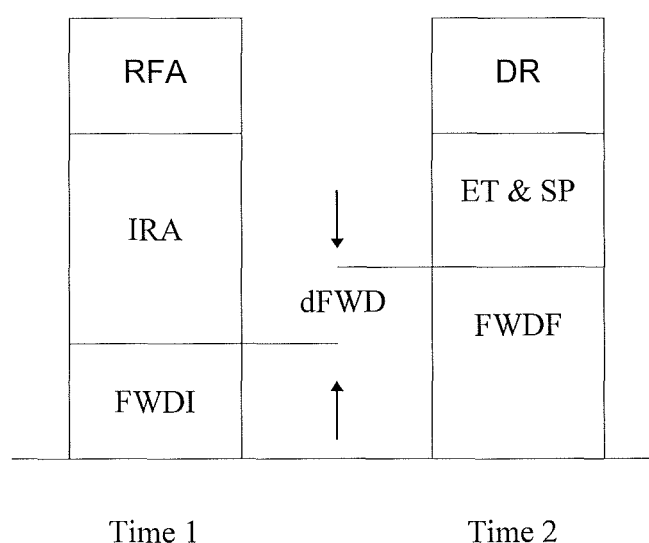 RFA
DR
IRA
ET & SP
dFWD
FWDI
FWDF
Time 1
Time 2